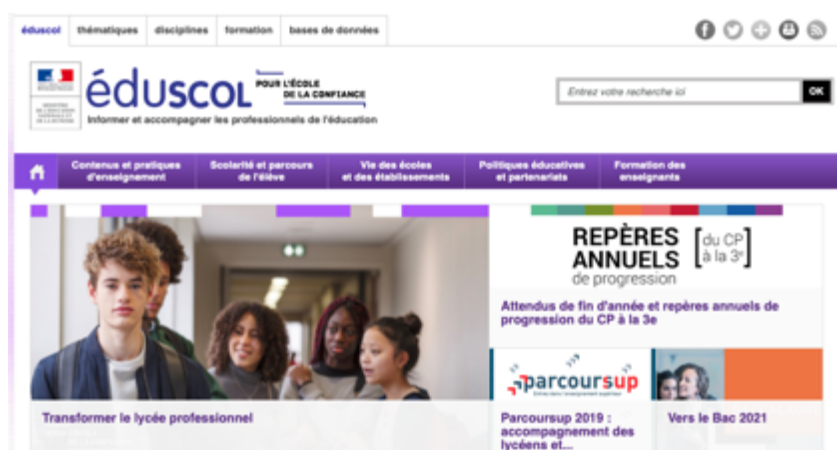 éduscol thématiques disciplines formation bases de données
éduSCOL
POUR L'ÉCOLE
DE LA CONFIANCE
Informer et accompagner les professionnels de l'éducation
Entrez votre recherche ici OK
Contenus et pratiques
d'enseignement
Scolarité et parcours
de l'élève
Vie des écoles
et des établissements
Politiques éducatives
et partenariats
Formation des
enseignants
REPÈRES
ANNUELS
de progression
du CP
à la 3e
Attendus de fin d'année et repères annuels de
progression du CP à la 3e
Transformer le lycée professionnel
parcoursup
Entrez dans l'enseignement supérieur
Parcoursup 2019 :
accompagnement des
lycéens et...
Vers le Bac 2021